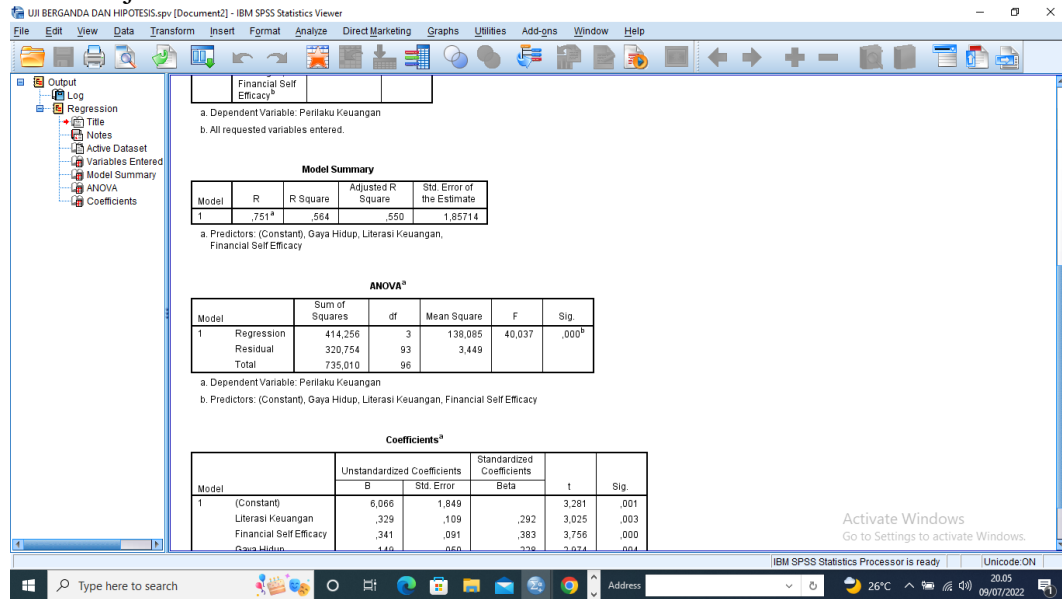 UJI BERGANDA DAN HIPOTESIS.spv [Document2] - IBM SPSS Statistics Viewer
File Edit View Data Transform Insert Format Analyze Direct Marketing Graphs Utilities Add-ons Window Help
Output
Log
Regression
Title
Notes
Active Dataset
Variables Entered
Model Summary
ANOVA
Coefficients
Financial Self
Efficacy b
a. Dependent Variable: Perilaku Keuangan
b. All requested variables entered.
Model Summary
Model R R Square Adjusted R Square Std. Error of the Estimate
1 ,751a ,564 ,550 1,85714
a. Predictors: (Constant), Gaya Hidup, Literasi Keuangan,
Financial Self Efficacy
ANOVAa
Model Sum of Squares df Mean Square F Sig.
1 Regression 414,256 3 138,085 40,037 ,000b
Residual 320,754 93 3,449
Total 735,010 96
a. Dependent Variable: Perilaku Keuangan
b. Predictors: (Constant), Gaya Hidup, Literasi Keuangan, Financial Self Efficacy
Coefficientsa
Unstandardized Coefficients Standardized Coefficients
Model B Std. Error Beta t Sig.
1 (Constant) 6,066 1,849 3,281 ,001
Literasi Keuangan ,329 ,109 ,292 3,025 ,003
Financial Self Efficacy ,341 ,091 ,383 3,756 ,000
Gaya Hidup
Activate Windows
Go to Settings to activate Windows.
IBM SPSS Statistics Processor is ready Unicode:ON
Type here to search
Address
26°C
20.05
09/07/2022